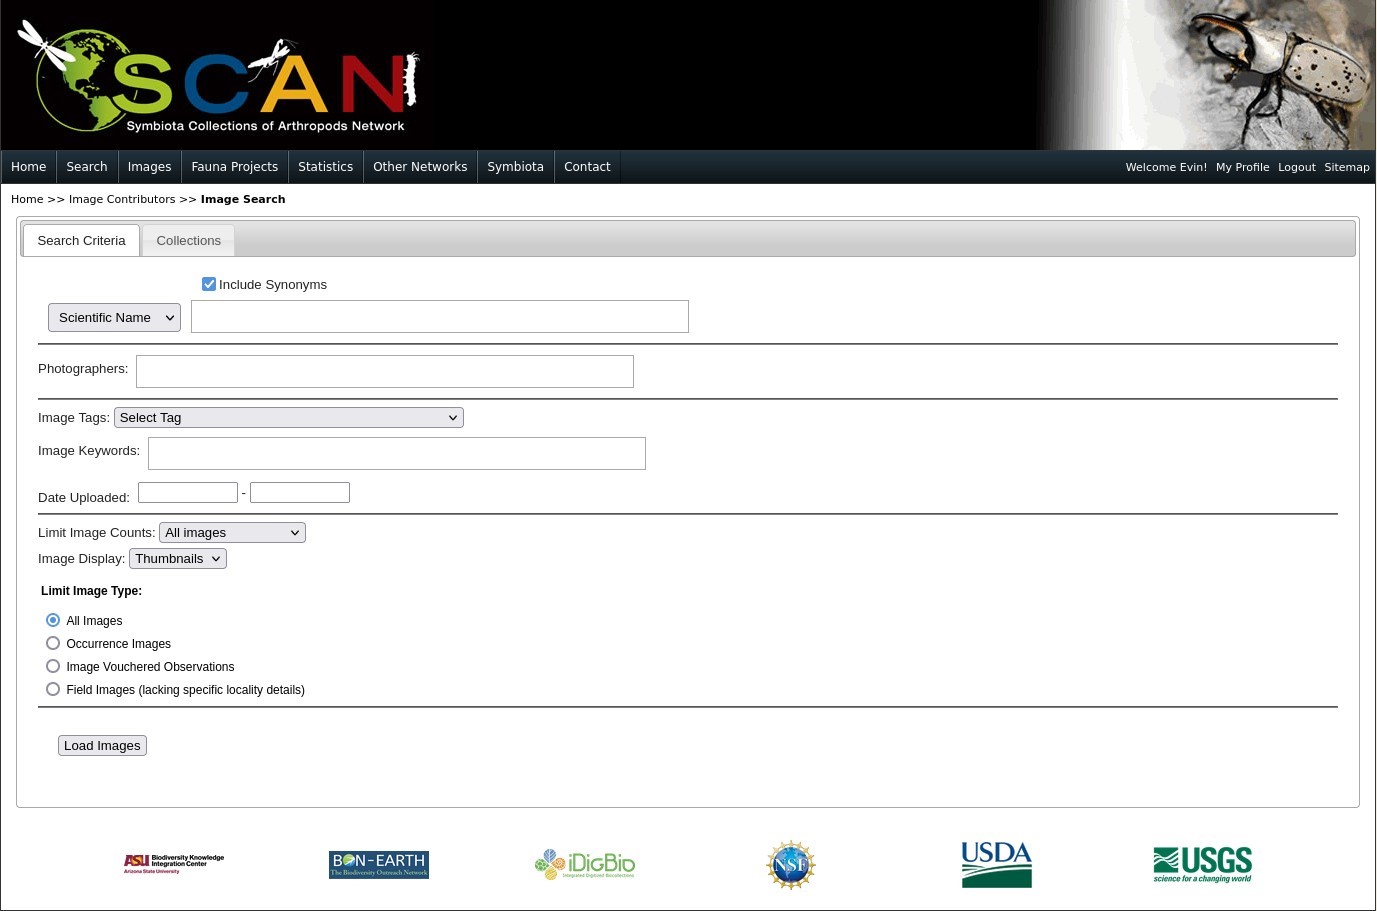 SCAN
Symbiota Collections of Arthropods Network
Home Search Images Fauna Projects Statistics Other Networks Symbiota Contact Welcome Evin! My Profile Logout Sitemap
Home >> Image Contributors >> Image Search
Search Criteria Collections
Include Synonyms
Scientific Name
Photographers:
Image Tags: Select Tag
Image Keywords:
Date Uploaded: -
Limit Image Counts: All images
Image Display: Thumbnails
Limit Image Type:
All Images
Occurrence Images
Image Vouchered Observations
Field Images (lacking specific locality details)
Load Images
ASU Biodiversity Knowledge
Integration Center
Arizona State University
BON-EARTH
The Biodiversity Outreach Network
iDigBio
Integrated Digitized Biocollections
NSF
USDA
USGS
science for a changing world